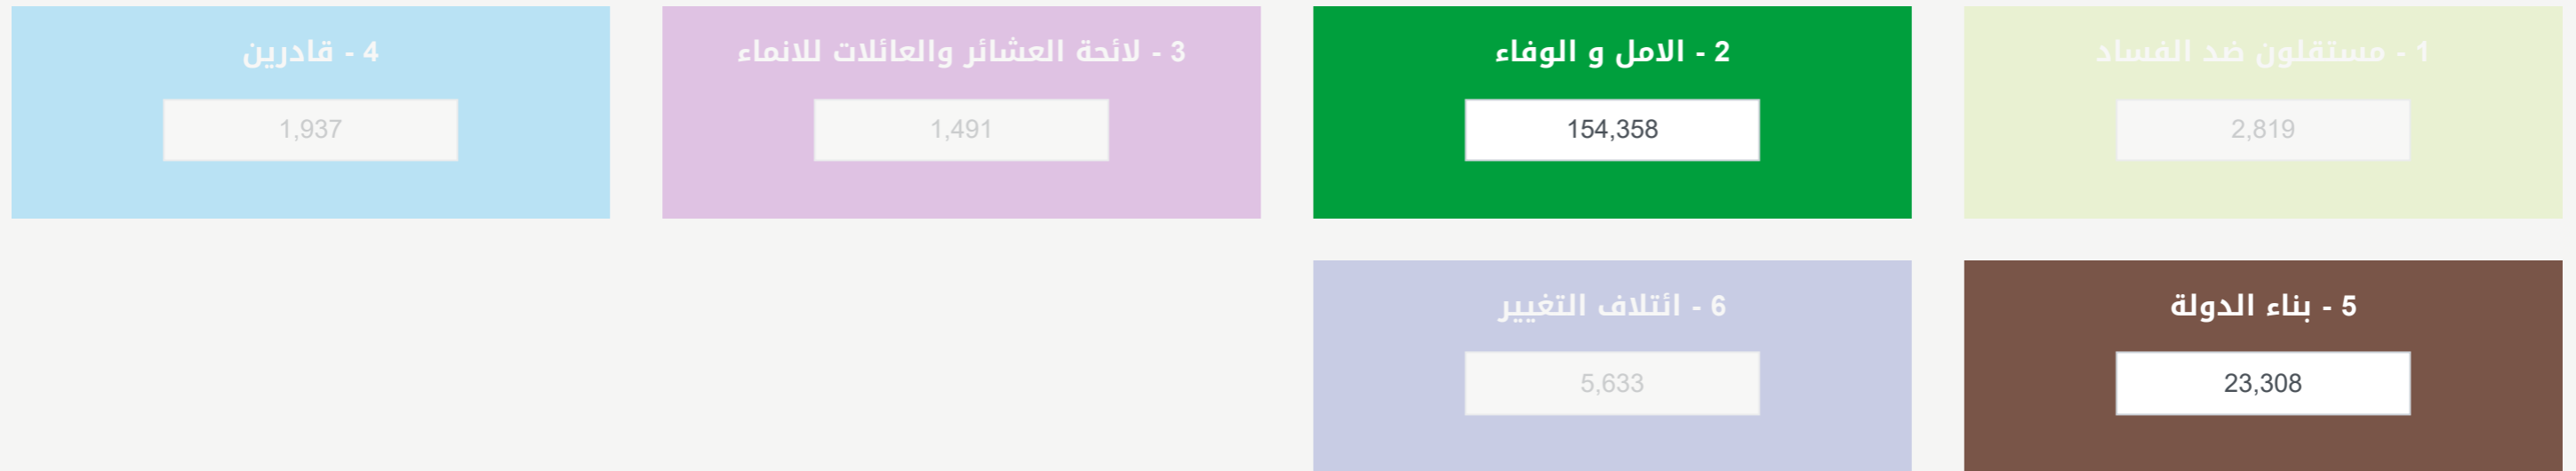 1 - مستقلون ضد الفساد
2,819
2 - الامل و الوفاء
154,358
3 - لائحة العشائر والعائلات للانماء
1,491
4 - قادرين
1,937
5 - بناء الدولة
23,308
6 - ائتلاف التغيير
5,633